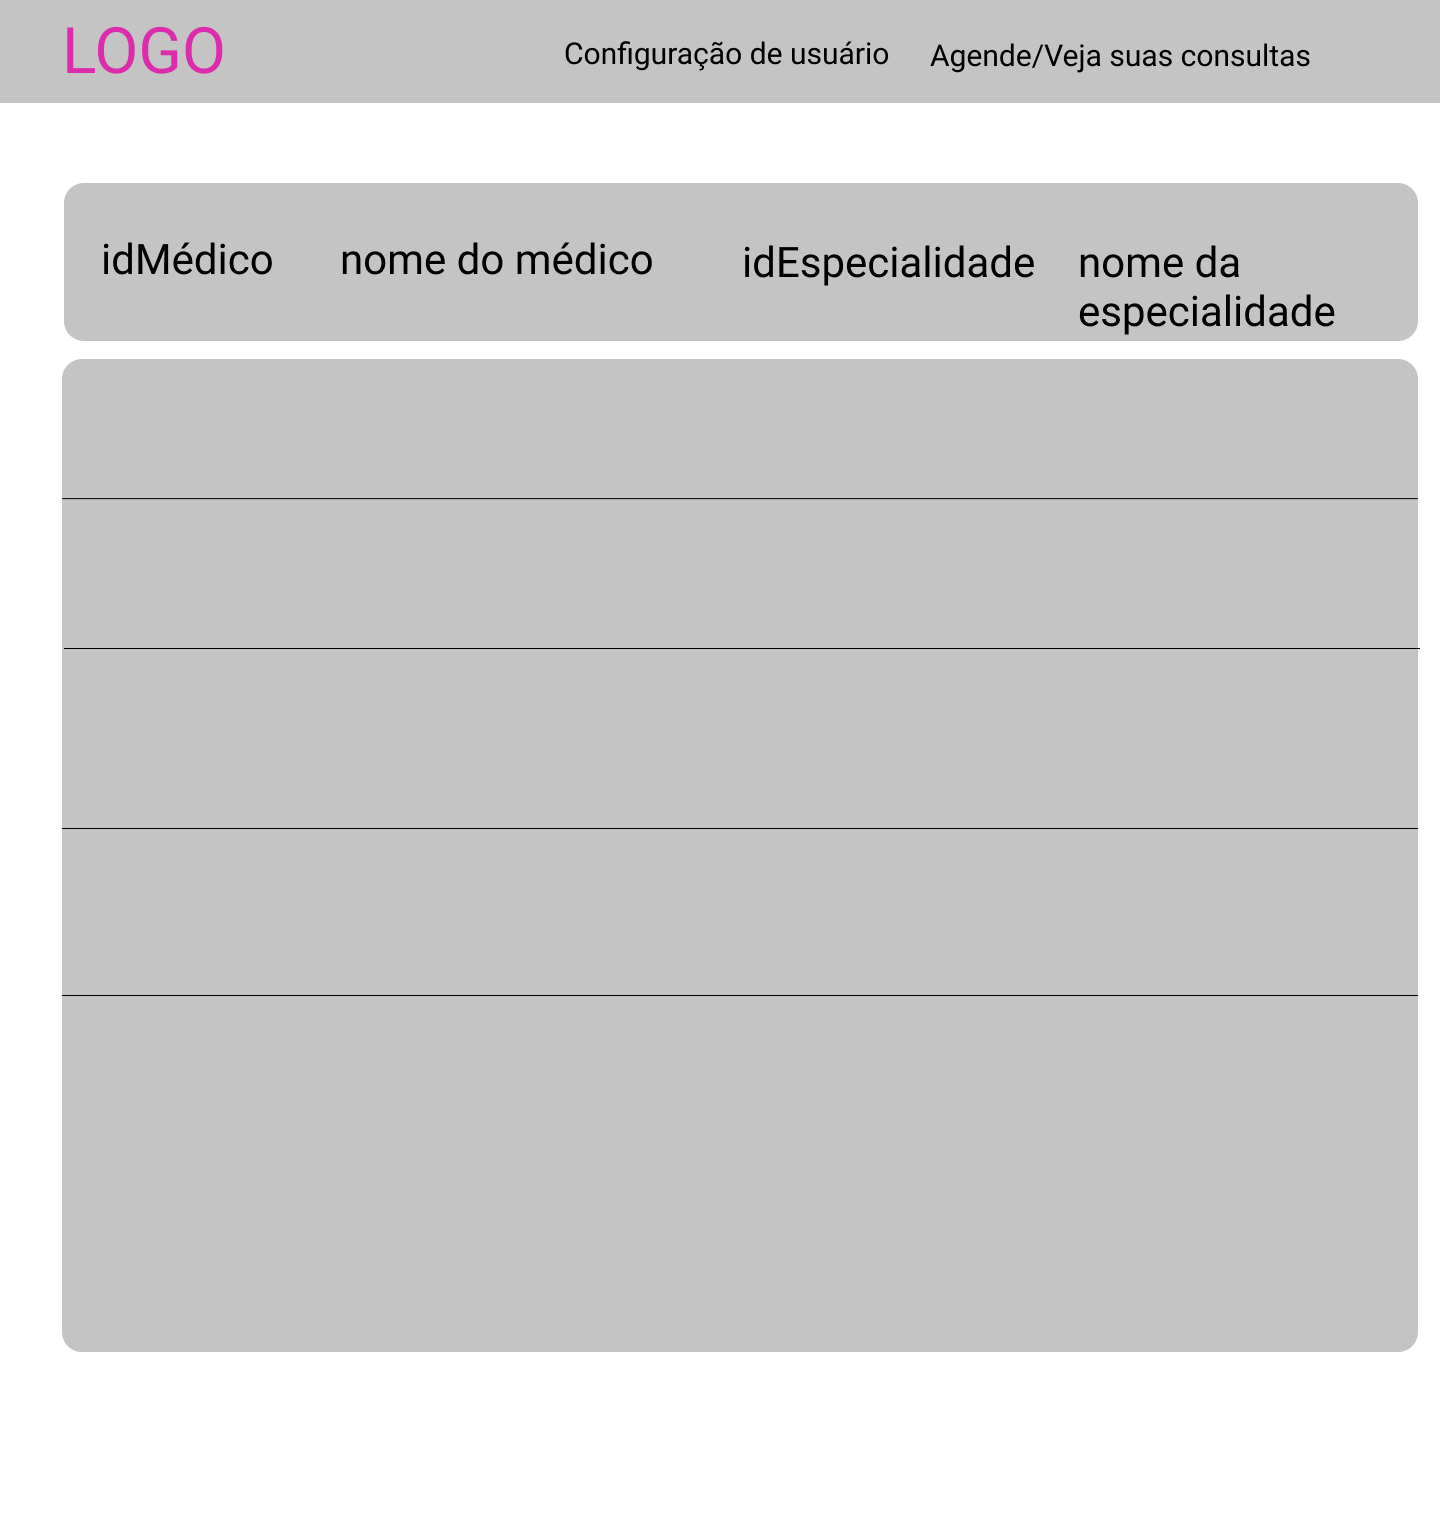 LOGO
Configuração de usuário
Agende/Veja suas consultas
idMédico
nome do médico
idEspecialidade
nome da
especialidade